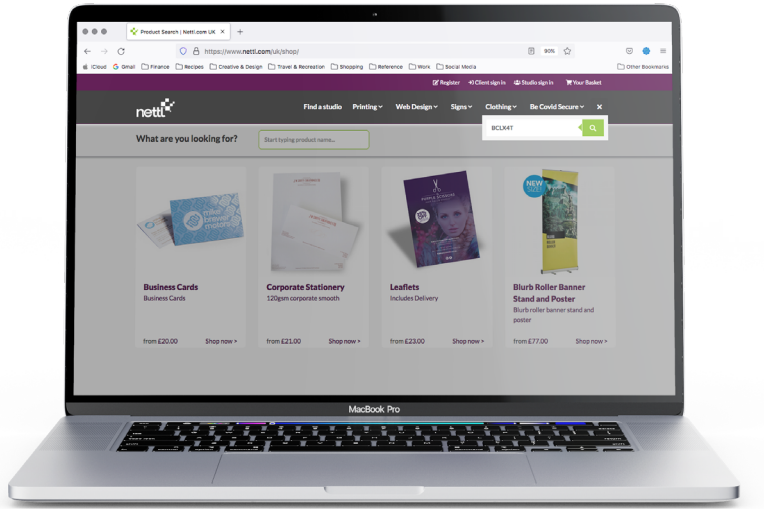 Product Search | Nettl.com UK
https://www.nettl.com/uk/shop/
90%
iCloud Gmail Finance Recipes Creative & Design Travel & Recreation Shopping Reference Work Social Media Other Bookmarks
Register Client sign in Studio sign in Your Basket
nettl
Find a studio Printing Web Design Signs Clothing Be Covid Secure
BCLX4T
What are you looking for?
Start typing product name...
NEW SIZE!
Business Cards
Business Cards
from £20.00 Shop now >
Corporate Stationery
120gsm corporate smooth
from £21.00 Shop now >
Leaflets
Includes Delivery
from £23.00 Shop now >
Blurb Roller Banner
Stand and Poster
Blurb roller banner stand and
poster
from £77.00 Shop now >
MacBook Pro